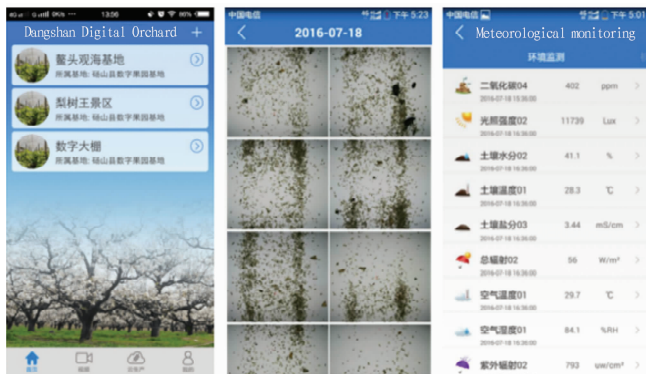 13:56
80%
Dangshan Digital Orchard +
鳌头观海基地
所属基地: 砀山县数字果园基地
梨树王景区
所属基地: 砀山县数字果园基地
数字大棚
所属基地: 砀山县数字果园基地
首页
视频
我的
中国电信
下午 5:23
2016-07-18
中国电信
下午 5:01
Meteorological monitoring
环境监测
二氧化碳04 402 ppm
2016-07-18 16:36:00
光照强度02 11739 Lux
2016-07-18 16:36:00
土壤水分02 41.1 %
2016-07-18 16:36:00
土壤温度01 28.3 ℃
2016-07-18 16:36:00
土壤盐分03 3.44 mS/cm
2016-07-18 16:36:00
总辐射02 56 W/m²
2016-07-18 16:36:00
空气温度01 29.7 ℃
2016-07-18 16:36:00
空气湿度01 84.1 %RH
2016-07-18 16:36:00
紫外辐射02 793 uw/cm²